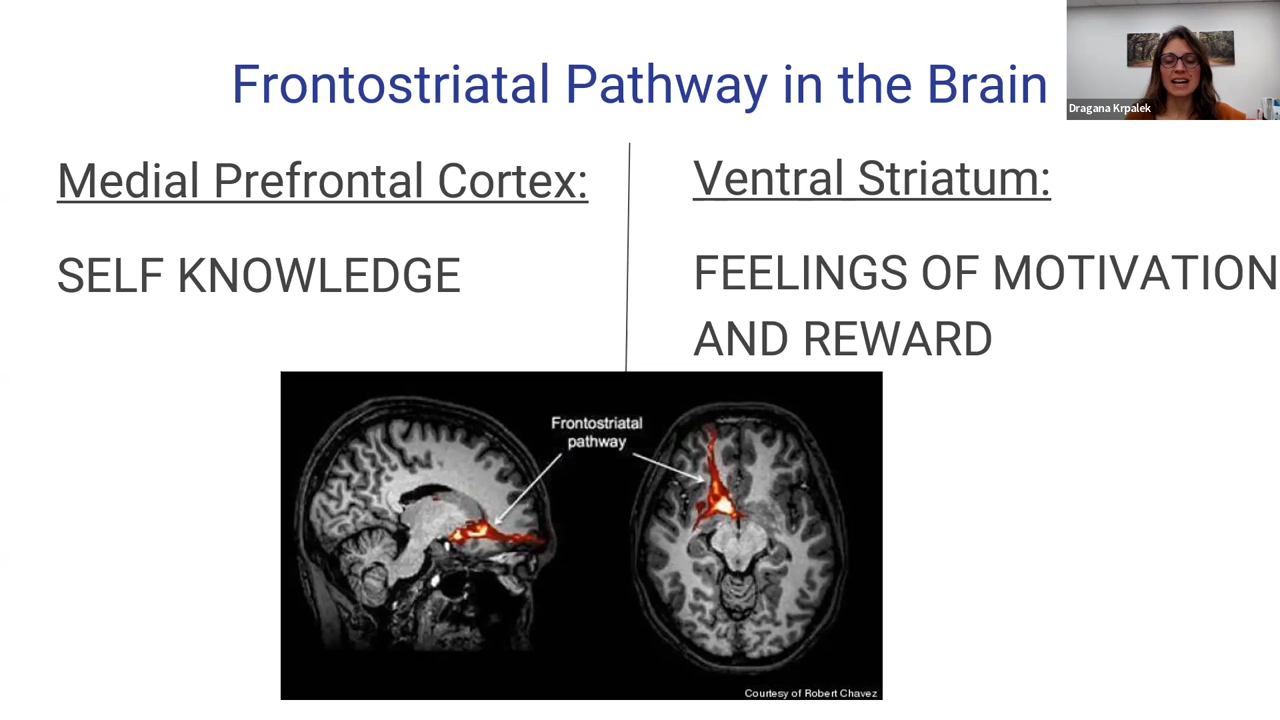 Frontostriatal Pathway in the Brain
Dragana Krpalek
Medial Prefrontal Cortex:
SELF KNOWLEDGE
Ventral Striatum:
FEELINGS OF MOTIVATION
AND REWARD
Frontostriatal
pathway
Courtesy of Robert Chavez